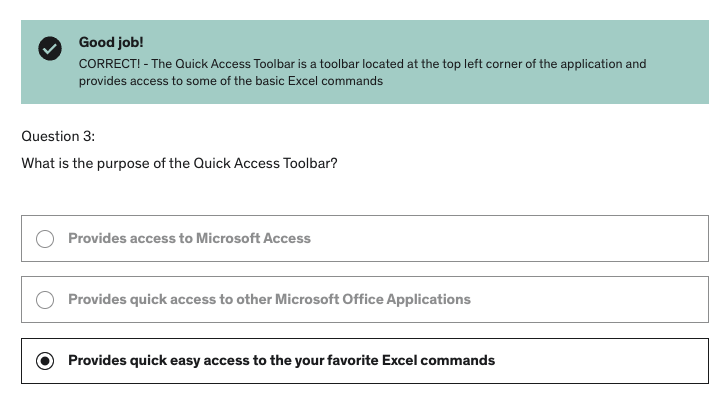 Good job!
CORRECT! - The Quick Access Toolbar is a toolbar located at the top left corner of the application and
provides access to some of the basic Excel commands
Question 3:
What is the purpose of the Quick Access Toolbar?
Provides access to Microsoft Access
Provides quick access to other Microsoft Office Applications
Provides quick easy access to the your favorite Excel commands